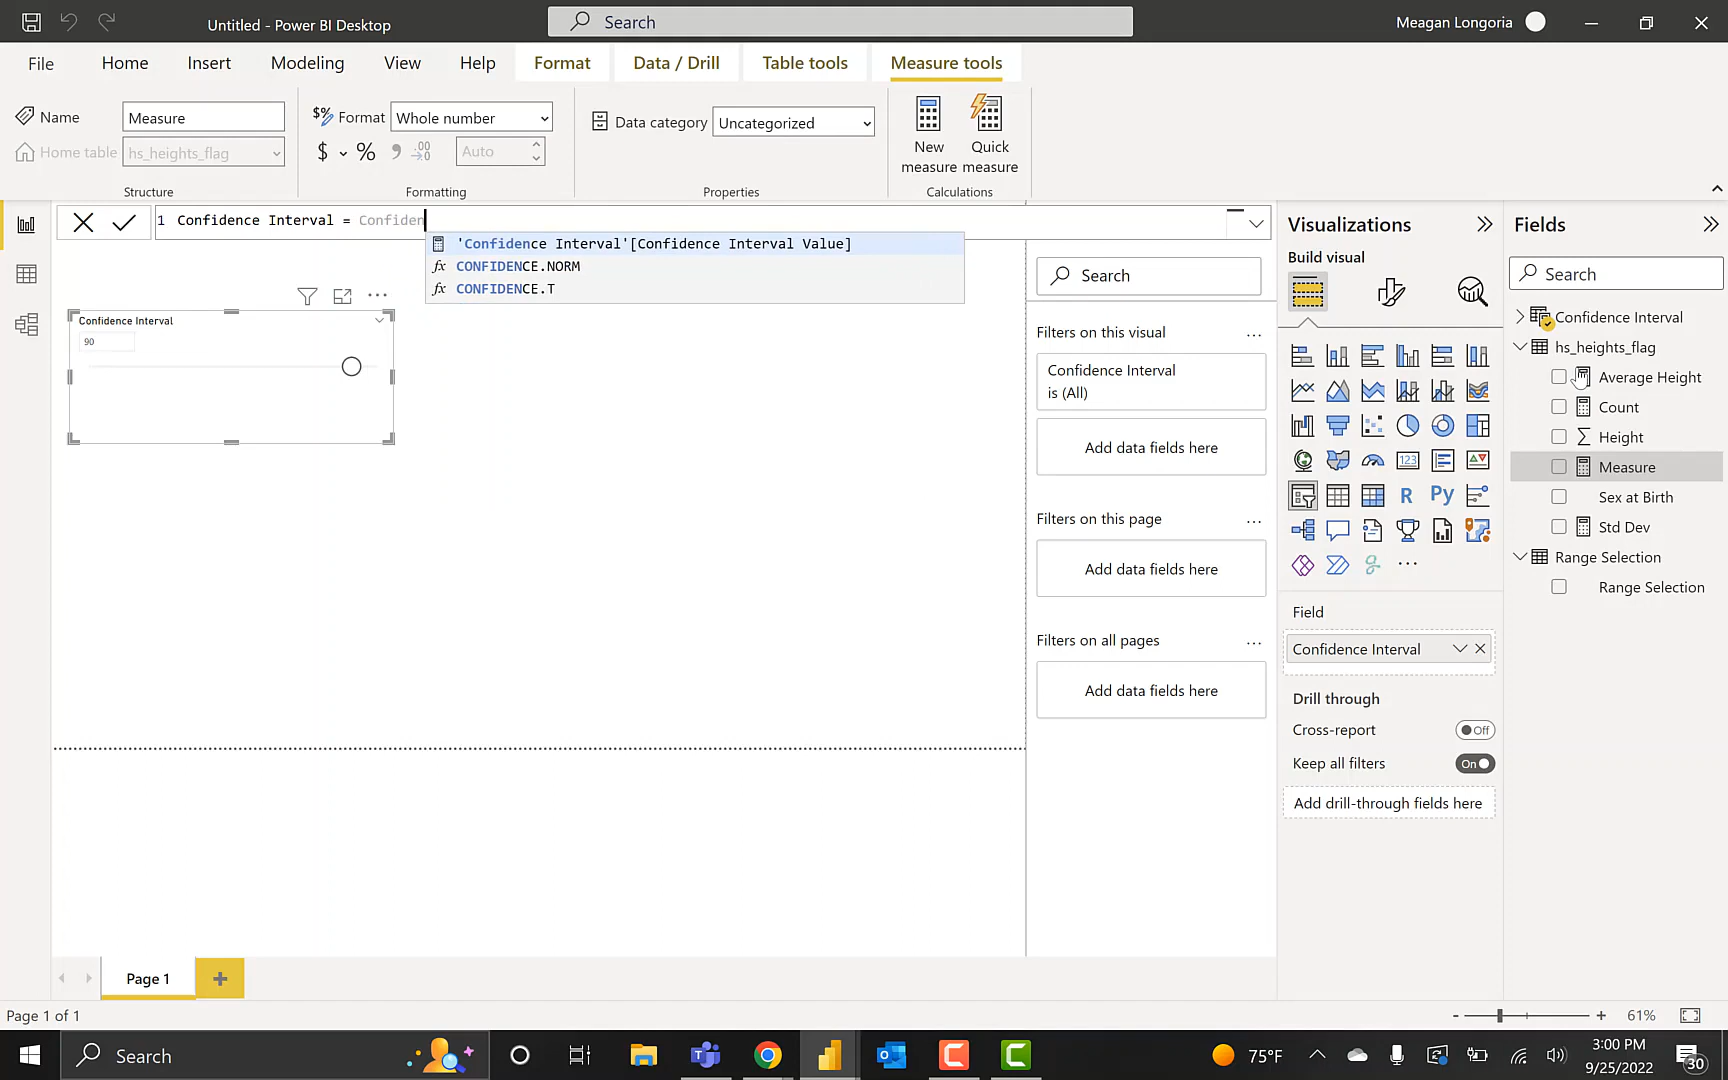 Untitled - Power BI Desktop
Search
Meagan Longoria
File
Home
Insert
Modeling
View
Help
Format
Data / Drill
Table tools
Measure tools
Name
Measure
Home table
hs_heights_flag
Structure
Format
Whole number
$
%
Auto
Formatting
Data category
Uncategorized
Properties
New measure
Quick measure
Calculations
1 Confidence Interval = Confiden
'Confidence Interval'[Confidence Interval Value]
CONFIDENCE.NORM
CONFIDENCE.T
Confidence Interval
90
Search
Filters on this visual
Confidence Interval
is (All)
Add data fields here
Filters on this page
Add data fields here
Filters on all pages
Add data fields here
Visualizations
Build visual
123
R
Py
Field
Confidence Interval
Drill through
Cross-report
Off
Keep all filters
On
Add drill-through fields here
Fields
Search
Confidence Interval
hs_heights_flag
Average Height
Count
Height
Measure
Sex at Birth
Std Dev
Range Selection
Range Selection
Page 1
Page 1 of 1
61%
Search
75°F
3:00 PM
9/25/2022
30